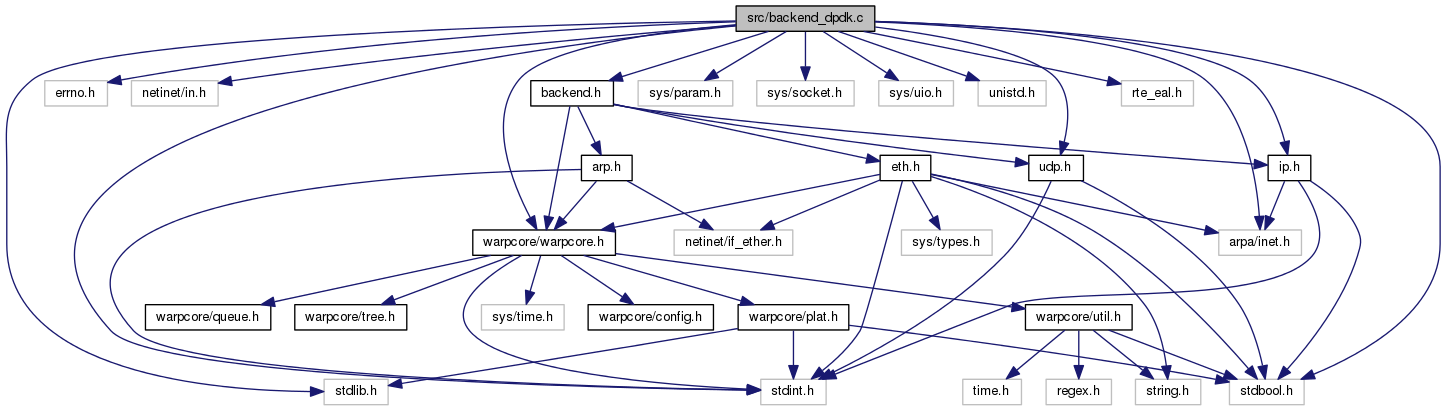 src/backend_dpdk.c
errno.h
netinet/in.h
backend.h
sys/param.h
sys/socket.h
sys/uio.h
unistd.h
rte_eal.h
arp.h
eth.h
udp.h
ip.h
warpcore/warpcore.h
netinet/if_ether.h
sys/types.h
arpa/inet.h
warpcore/queue.h
warpcore/tree.h
sys/time.h
warpcore/config.h
warpcore/plat.h
warpcore/util.h
stdlib.h
stdint.h
time.h
regex.h
string.h
stdbool.h